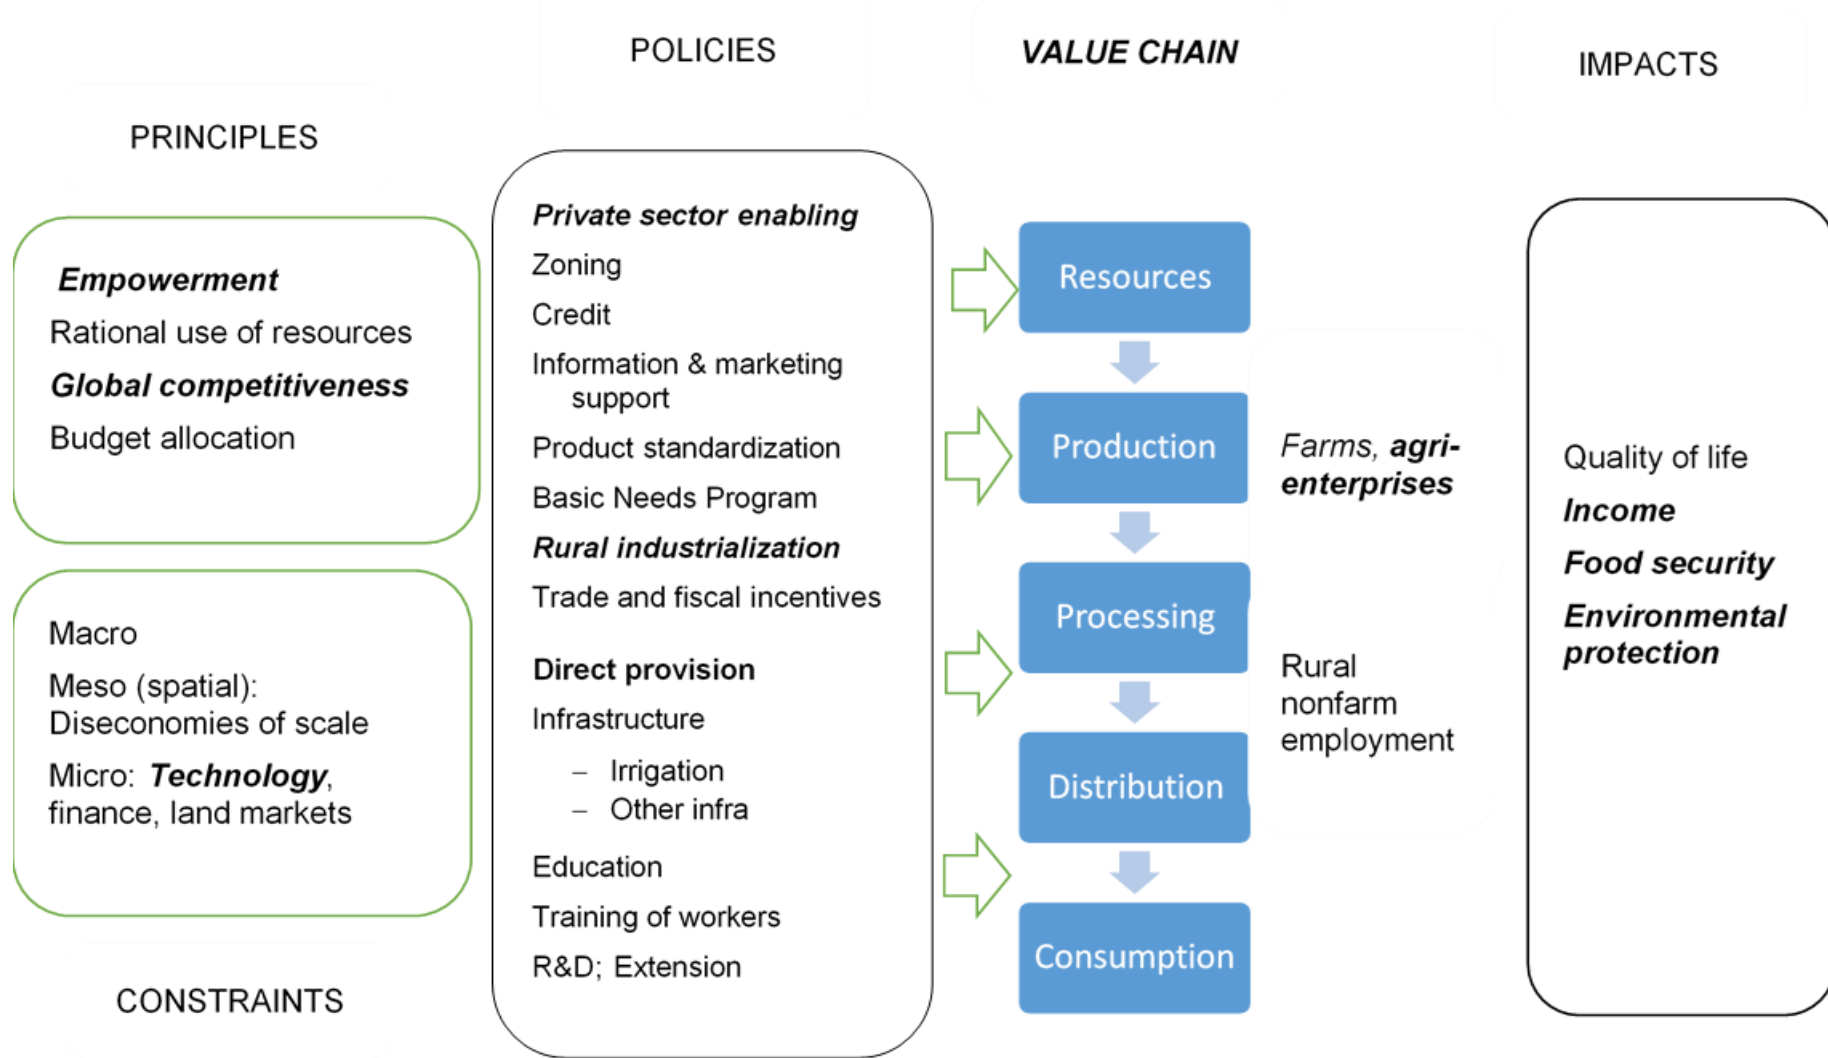 PRINCIPLES
Empowerment
Rational use of resources
Global competitiveness
Budget allocation
Macro
Meso (spatial):
Diseconomies of scale
Micro: Technology,
finance, land markets
CONSTRAINTS
POLICIES
Private sector enabling
Zoning
Credit
Information & marketing
support
Product standardization
Basic Needs Program
Rural industrialization
Trade and fiscal incentives
Direct provision
Infrastructure
– Irrigation
– Other infra
Education
Training of workers
R&D; Extension
VALUE CHAIN
Resources
Production
Processing
Distribution
Consumption
Farms, agri-
enterprises
Rural
nonfarm
employment
IMPACTS
Quality of life
Income
Food security
Environmental
protection